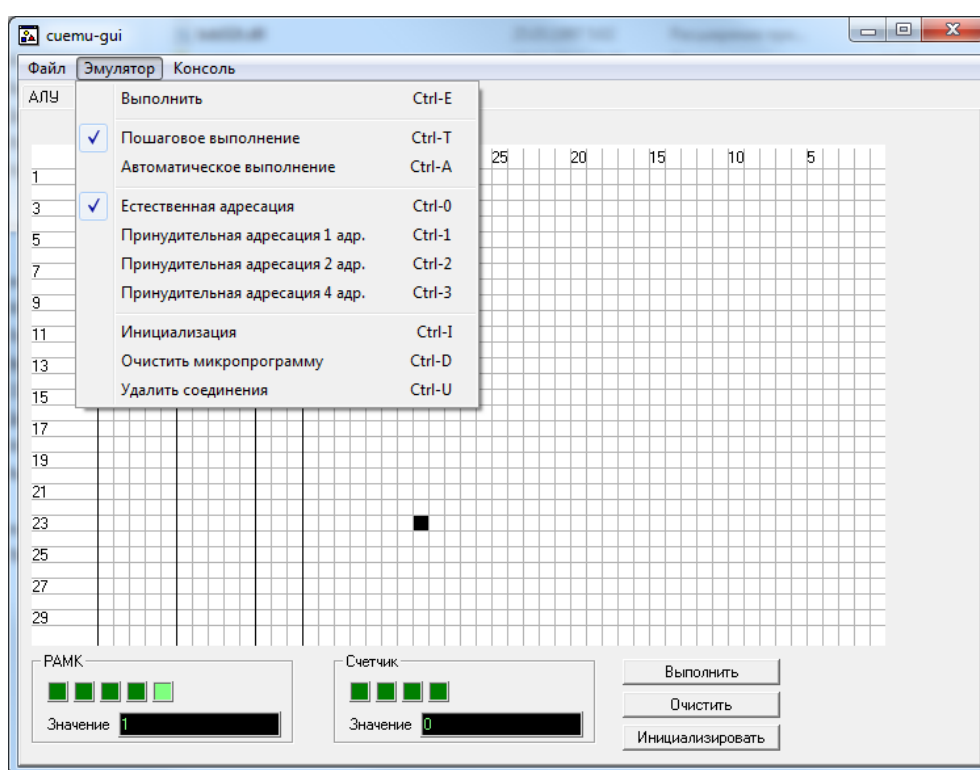 cuemu-gui
Файл Эмулятор Консоль
АЛУ
Выполнить Ctrl-E
Пошаговое выполнение Ctrl-T
Автоматическое выполнение Ctrl-A
Естественная адресация Ctrl-0
Принудительная адресация 1 адр. Ctrl-1
Принудительная адресация 2 адр. Ctrl-2
Принудительная адресация 4 адр. Ctrl-3
Инициализация Ctrl-I
Очистить микропрограмму Ctrl-D
Удалить соединения Ctrl-U
25 20 15 10 5
1
3
5
7
9
11
13
15
17
19
21
23
25
27
29
РАМК
Значение 1
Счетчик
Значение 0
Выполнить
Очистить
Инициализировать